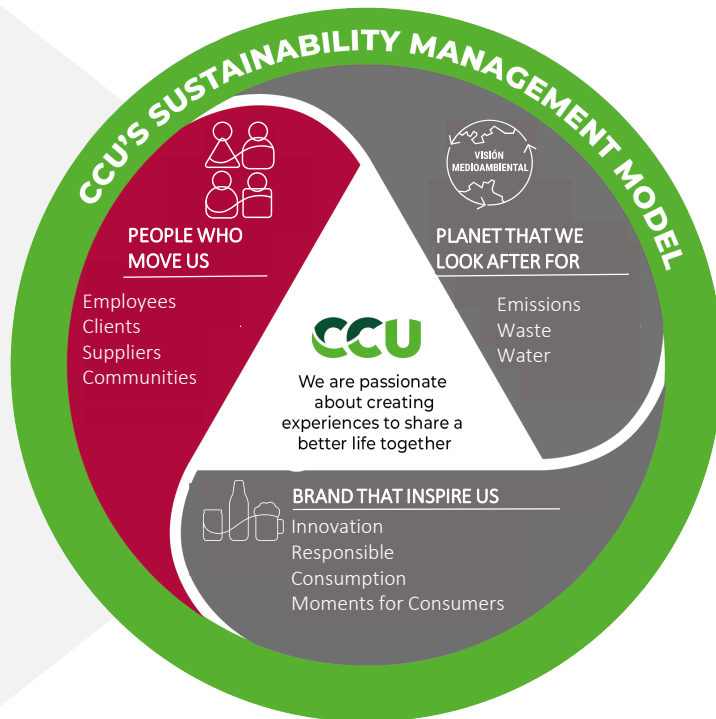 CCU'S SUSTAINABILITY MANAGEMENT MODEL
PEOPLE WHO
MOVE US
Employees
Clients
Suppliers
Communities
VISIÓN
MEDIOAMBIENTAL
PLANET THAT WE
LOOK AFTER FOR
Emissions
Waste
Water
CCU
We are passionate
about creating
experiences to share a
better life together
BRAND THAT INSPIRE US
Innovation
Responsible
Consumption
Moments for Consumers